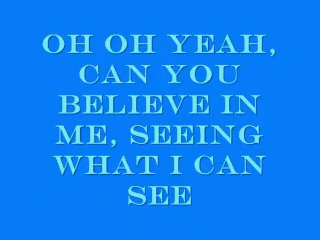 OH OH YEAH,
CAN YOU
BELIEVE IN
ME, SEEING
WHAT I CAN
SEE